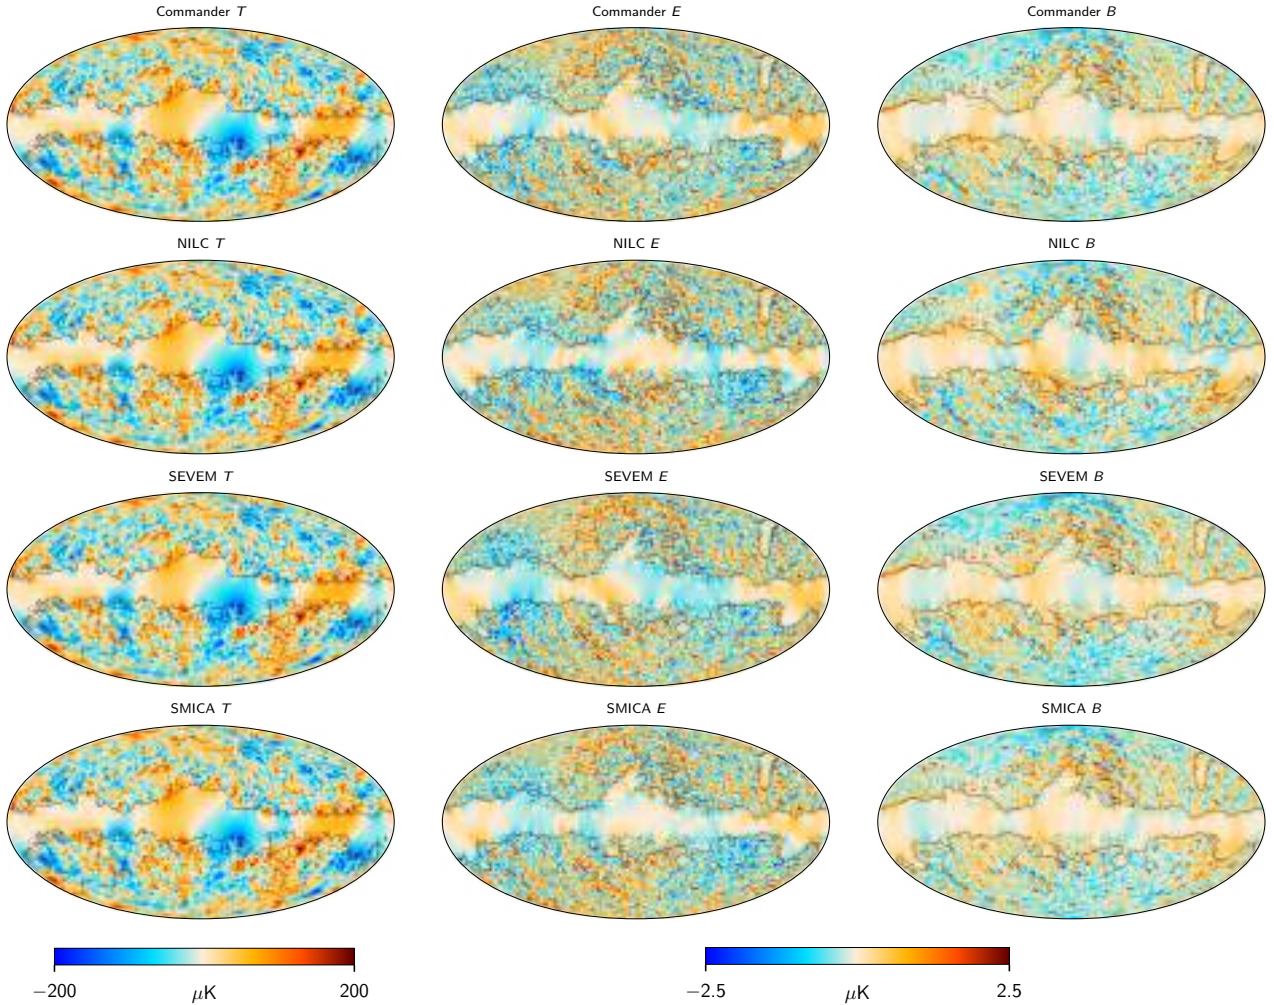 Commander T
Commander E
Commander B
NILC T
NILC E
NILC B
SEVEM T
SEVEM E
SEVEM B
SMICA T
SMICA E
SMICA B
−200 μK 200
−2.5 μK 2.5